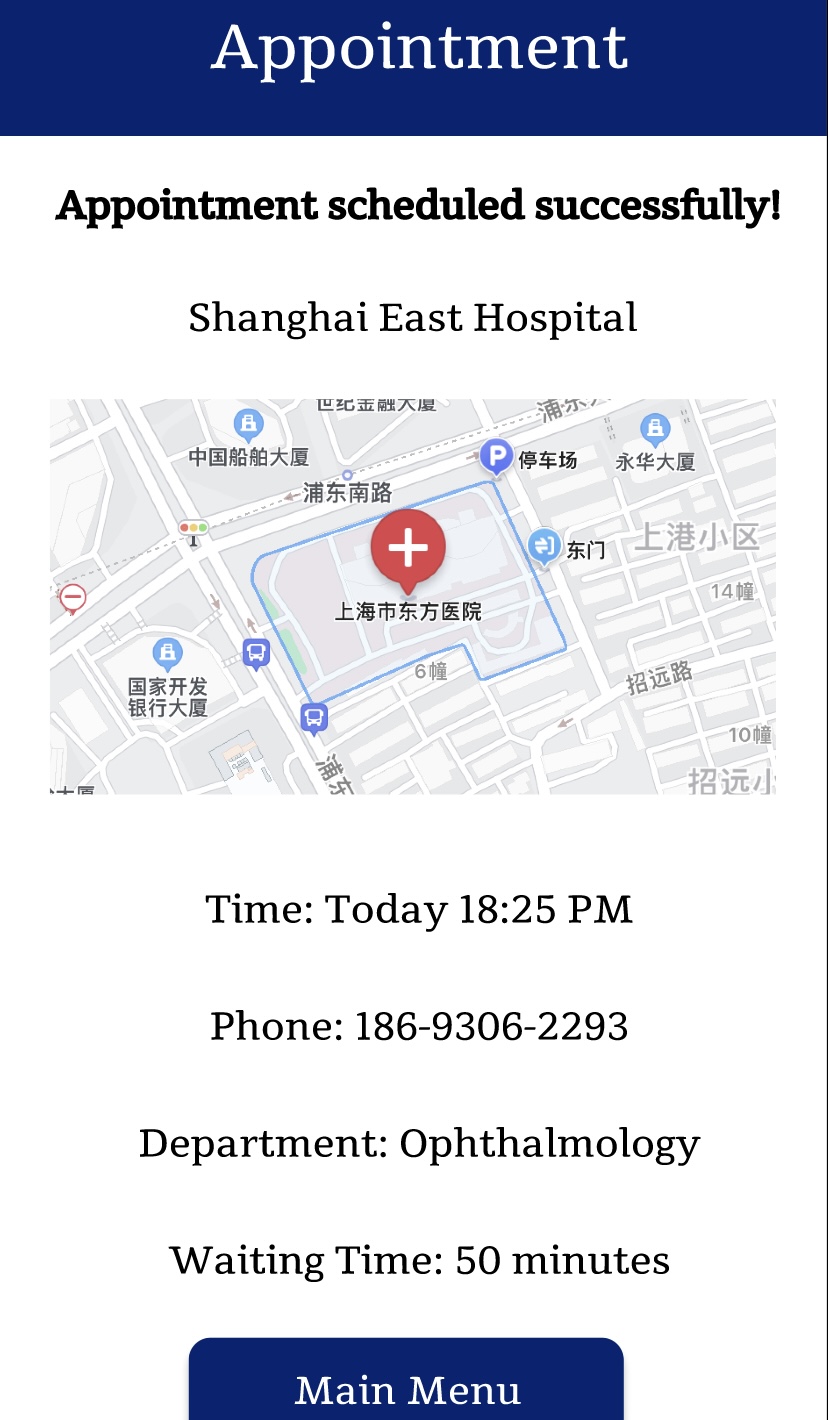 Appointment
Appointment scheduled successfully!
Shanghai East Hospital
世纪金融大厦
浦东
中国船舶大厦
P
停车场
永华大厦
浦东南路
东门
上港小区
14幢
上海市东方医院
国家开发
银行大厦
6幢
招远路
10幢
浦东
招远小
大厦
Time: Today 18:25 PM
Phone: 186-9306-2293
Department: Ophthalmology
Waiting Time: 50 minutes
Main Menu